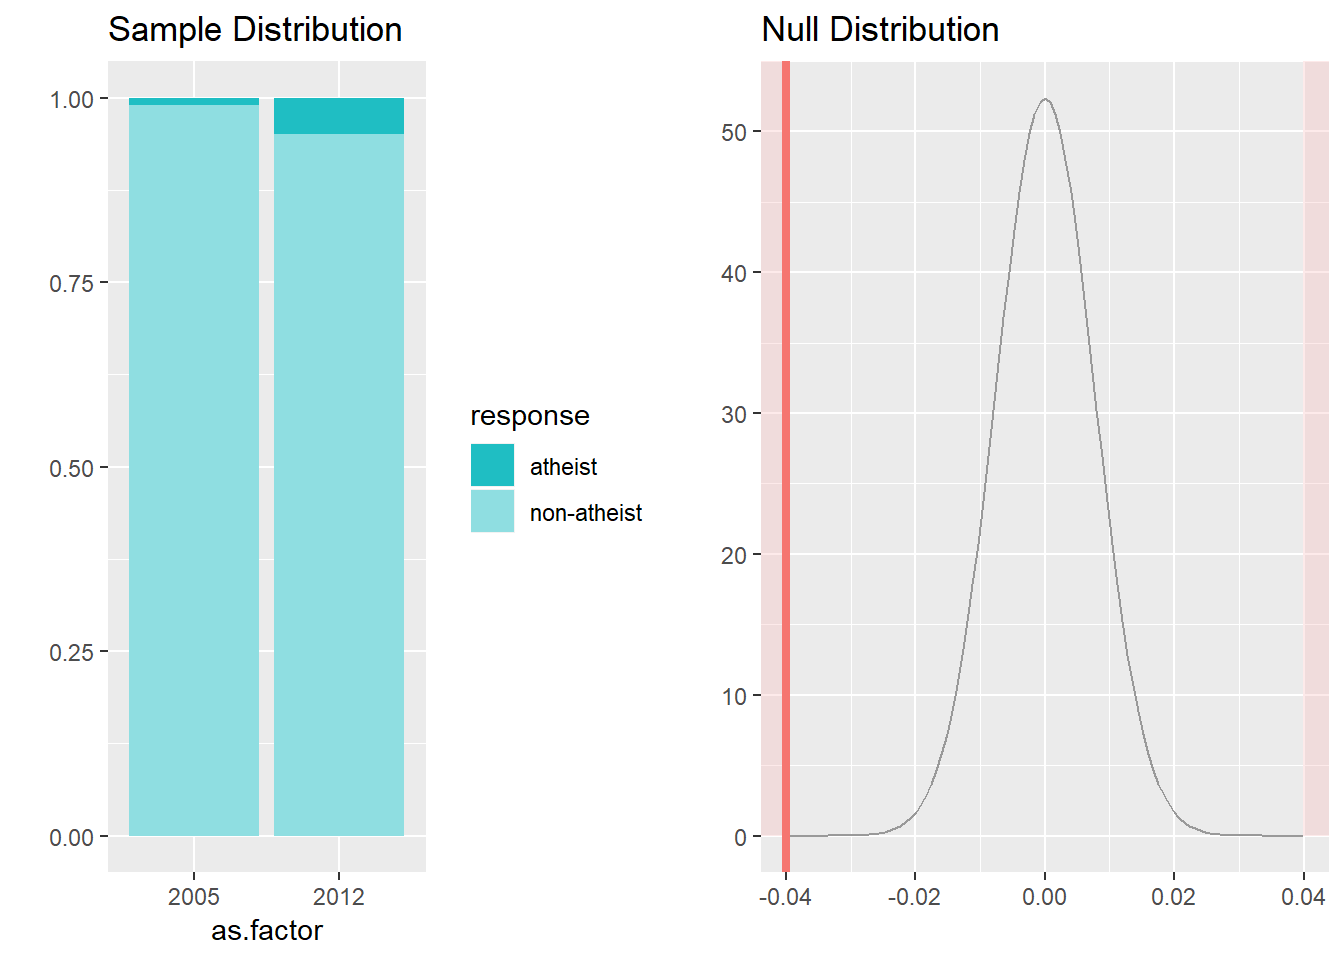 Sample Distribution
1.00
0.75
0.50
0.25
0.00
2005 2012
as.factor
response
atheist
non-atheist
Null Distribution
50
40
30
20
10
0
-0.04 -0.02 0.00 0.02 0.04